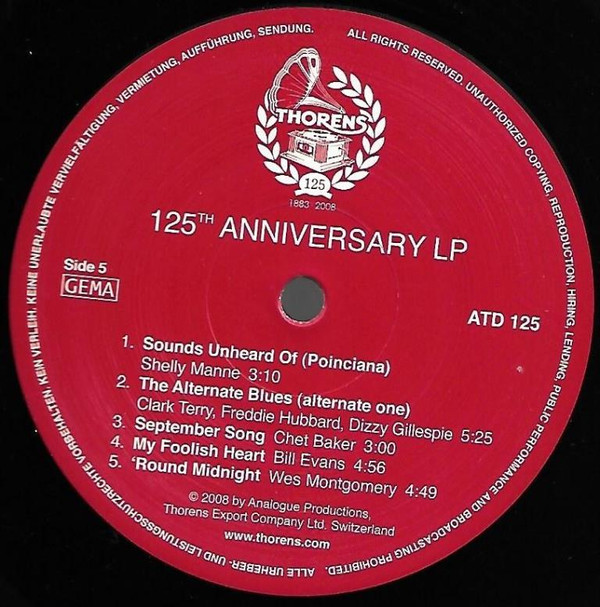 ALLE URHEBER- UND LEISTUNGSSCHUTZRECHTE VORBEHALTEN. KEIN VERLEIH. KEINE UNERLAUBTE VERVIELFÄLTIGUNG, VERMIETUNG, AUFFÜHRUNG, SENDUNG.
ALL RIGHTS RESERVED. UNAUTHORIZED COPYING, REPRODUCTION, HIRING, LENDING, PUBLIC PERFORMANCE AND BROADCASTING PROHIBITED.
THORENS
125
1883 2008
125TH ANNIVERSARY LP
Side 5
GEMA
ATD 125
1. Sounds Unheard Of (Poinciana)
Shelly Manne 3:10
2. The Alternate Blues (alternate one)
Clark Terry, Freddie Hubbard, Dizzy Gillespie 5:25
3. September Song Chet Baker 3:00
4. My Foolish Heart Bill Evans 4:56
5. ‘Round Midnight Wes Montgomery 4:49
© 2008 by Analogue Productions,
Thorens Export Company Ltd. Switzerland
www.thorens.com